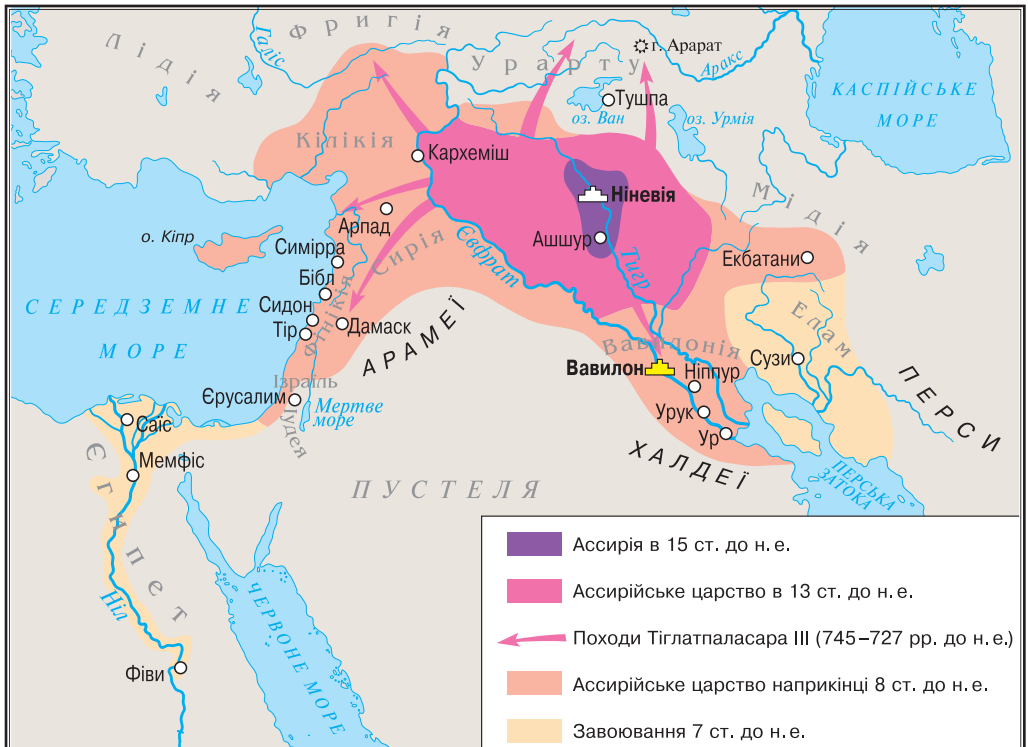 Лідія
Фригія
Галіс
Урарту
г. Арарат
Аракс
КАСПІЙСЬКЕ
МОРЕ
Тушпа
оз. Ван
оз. Урмія
Кілікія
Кархеміш
Ніневія
Мідія
о. Кіпр
Арпад
Ашшур
Тигр
Євфрат
Симірра
Сирія
Екбатани
Бібл
СЕРЕДЗЕМНЕ
МОРЕ
Сидон
Фінікія
Тір
Дамаск
АРАМЕЇ
Вавилонія
Елам
Вавилон
Ніппур
Сузи
ПЕРСИ
Ізраїль
Єрусалим
Мертве
море
Іудея
Урук
Ур
ХАЛДЕЇ
Саїс
Мемфіс
Єгипет
ПУСТЕЛЯ
ПЕРСЬКА
ЗАТОКА
Ніл
ЧЕРВОНЕ МОРЕ
Фіви
Ассирія в 15 ст. до н.е.
Ассирійське царство в 13 ст. до н.е.
Походи Тіглатпаласара III (745–727 рр. до н.е.)
Ассирійське царство наприкінці 8 ст. до н.е.
Завоювання 7 ст. до н.е.